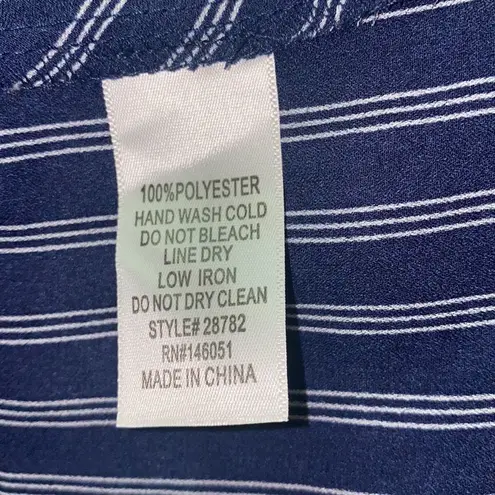 100%POLYESTER
HAND WASH COLD
DO NOT BLEACH
LINE DRY
LOW IRON
DO NOT DRY CLEAN
STYLE# 28782
RN#146051
MADE IN CHINA